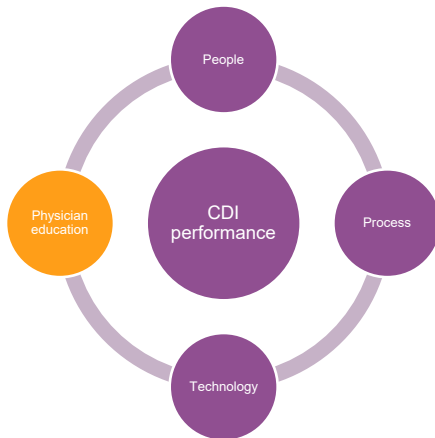 People
Physician
education
CDI
performance
Process
Technology